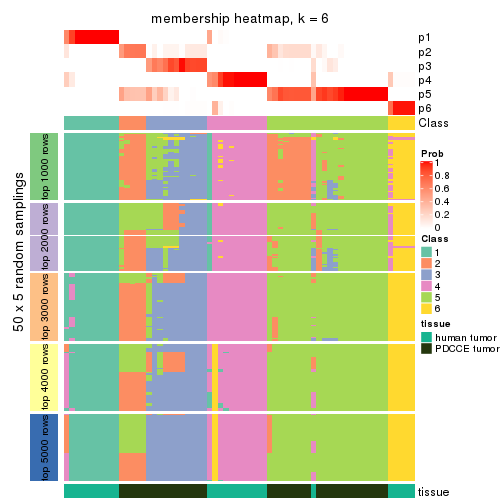 membership heatmap, k = 6
p1
p2
p3
p4
p5
p6
Class
50 x 5 random samplings
top 1000 rows
top 2000 rows
top 3000 rows
top 4000 rows
top 5000 rows
Prob
1
0.8
0.6
0.4
0.2
0
Class
1
2
3
4
5
6
tissue
human tumor
PDCCE tumor
tissue